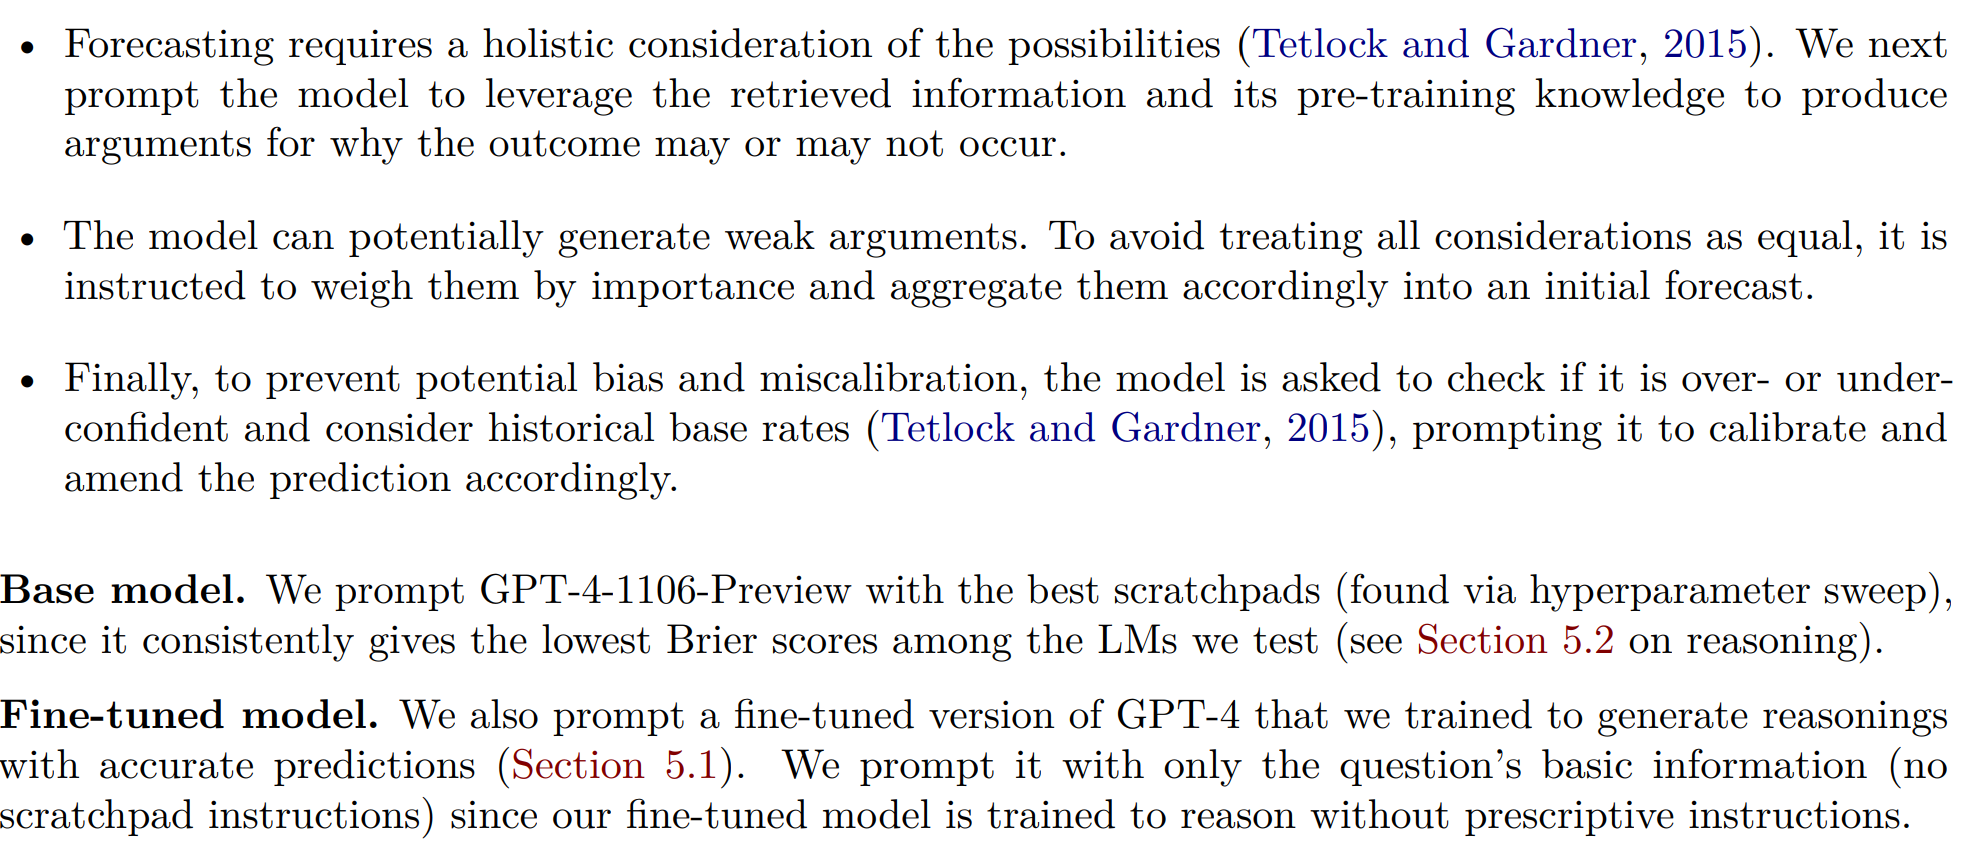 • Forecasting requires a holistic consideration of the possibilities (Tetlock and Gardner, 2015). We next
prompt the model to leverage the retrieved information and its pre-training knowledge to produce
arguments for why the outcome may or may not occur.
• The model can potentially generate weak arguments. To avoid treating all considerations as equal, it is
instructed to weigh them by importance and aggregate them accordingly into an initial forecast.
• Finally, to prevent potential bias and miscalibration, the model is asked to check if it is over- or under-
confident and consider historical base rates (Tetlock and Gardner, 2015), prompting it to calibrate and
amend the prediction accordingly.
Base model. We prompt GPT-4-1106-Preview with the best scratchpads (found via hyperparameter sweep),
since it consistently gives the lowest Brier scores among the LMs we test (see Section 5.2 on reasoning).
Fine-tuned model. We also prompt a fine-tuned version of GPT-4 that we trained to generate reasonings
with accurate predictions (Section 5.1). We prompt it with only the question's basic information (no
scratchpad instructions) since our fine-tuned model is trained to reason without prescriptive instructions.